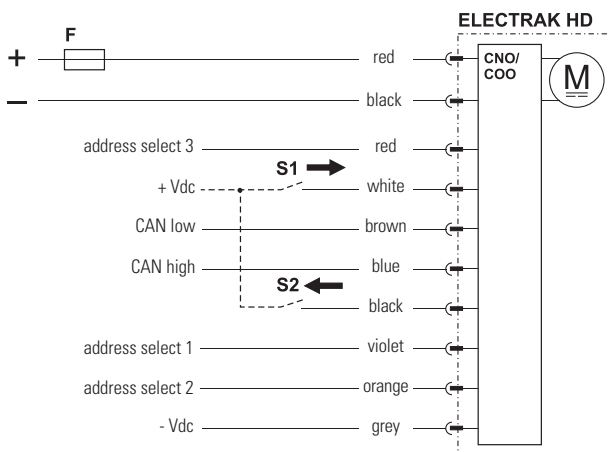 ELECTRAK HD
F
+ red CNO/
COO
M
− black
address select 3 red
S1
+ Vdc white
CAN low brown
CAN high blue
S2
black
address select 1 violet
address select 2 orange
- Vdc grey